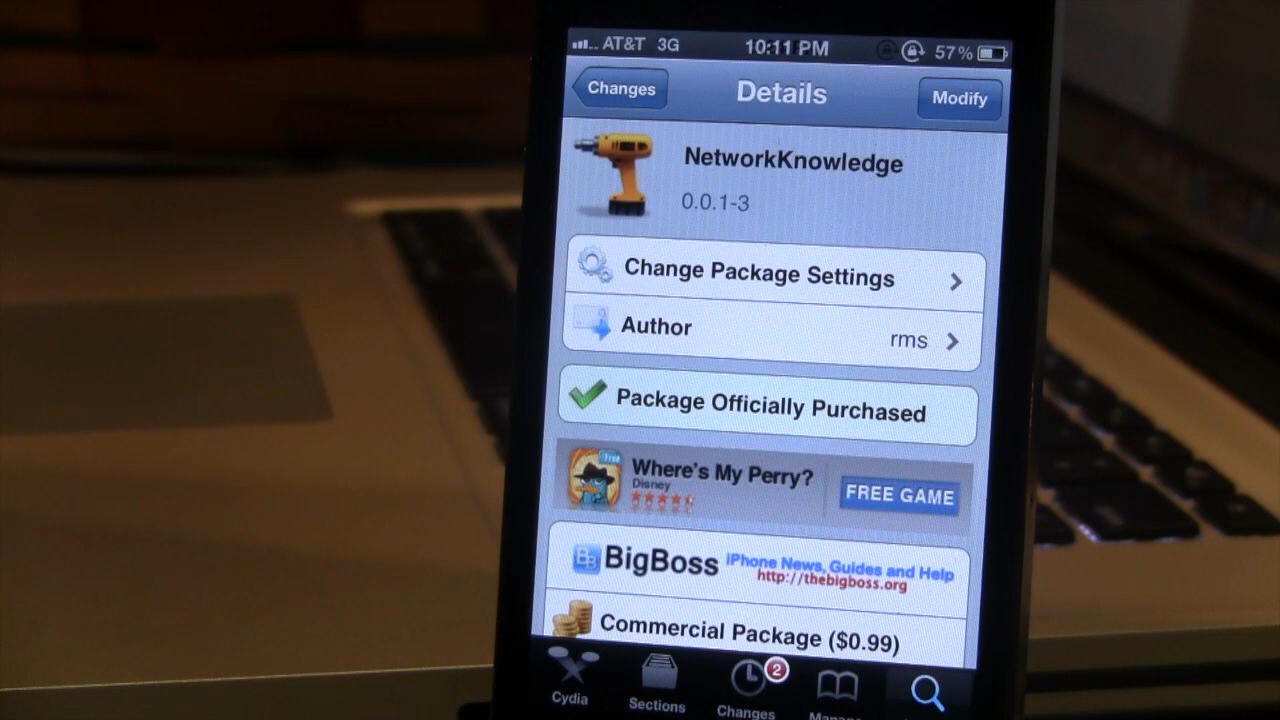 AT&T 3G 10:11 PM 57%
Changes Details Modify
NetworkKnowledge
0.0.1-3
Change Package Settings
Author rms
Package Officially Purchased
Free
Where's My Perry?
Disney
FREE GAME
BB BigBoss iPhone News, Guides and Help
http://thebigboss.org
Commercial Package ($0.99)
2
Cydia Sections Changes